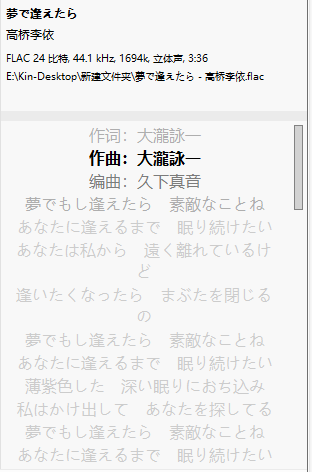 夢で逢えたら
高桥李依
FLAC 24 比特, 44.1 kHz, 1694k, 立体声, 3:36
E:\Kin-Desktop\新建文件夹\夢で逢えたら - 高桥李依.flac
作词：大瀧詠一
作曲：大瀧詠一
编曲：久下真音
夢でもし逢えたら　素敵なことね
あなたに逢えるまで　眠り続けたい
あなたは私から　遠く離れているけ
ど
逢いたくなったら　まぶたを閉じる
の
夢でもし逢えたら　素敵なことね
あなたに逢えるまで　眠り続けたい
薄紫色した　深い眠りにおち込み
私はかけ出して　あなたを探してる
夢でもし逢えたら　素敵なことね
あなたに逢えるまで　眠り続けたい